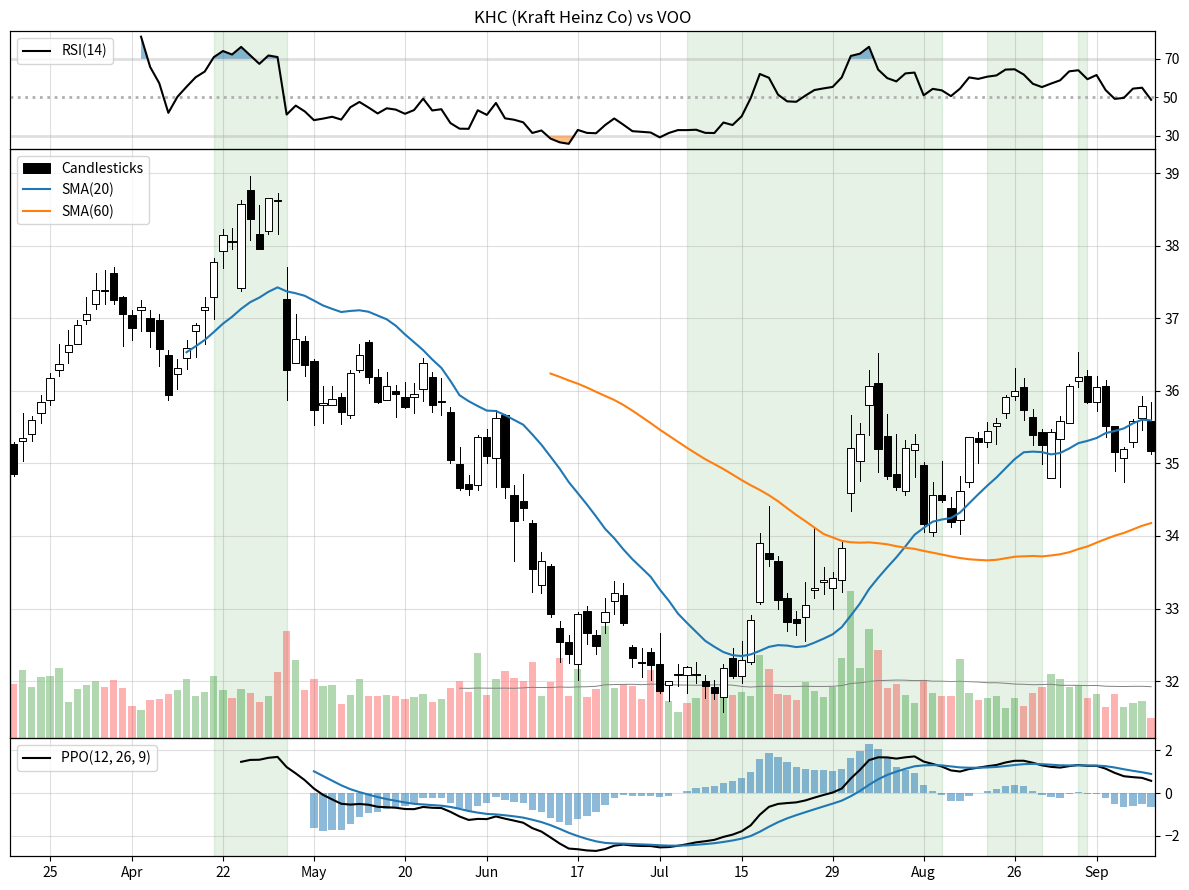 KHC (Kraft Heinz Co) vs VOO
RSI(14)
70
50
30
Candlesticks
SMA(20)
SMA(60)
39
38
37
36
35
34
33
32
PPO(12, 26, 9)
2
0
−2
25 Apr 22 May 20 Jun 17 Jul 15 29 Aug 26 Sep